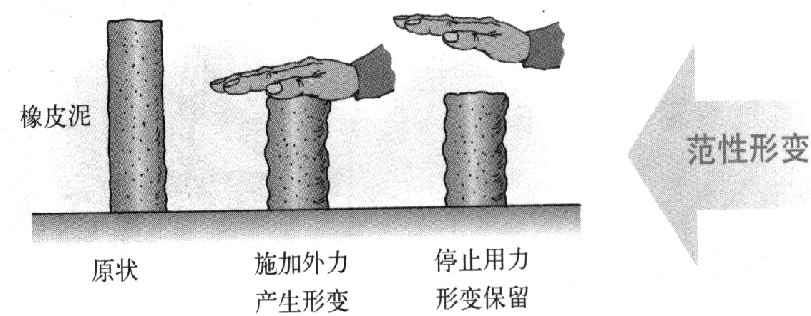 橡皮泥
范性形变
原状
施加外力
产生形变
停止用力
形变保留